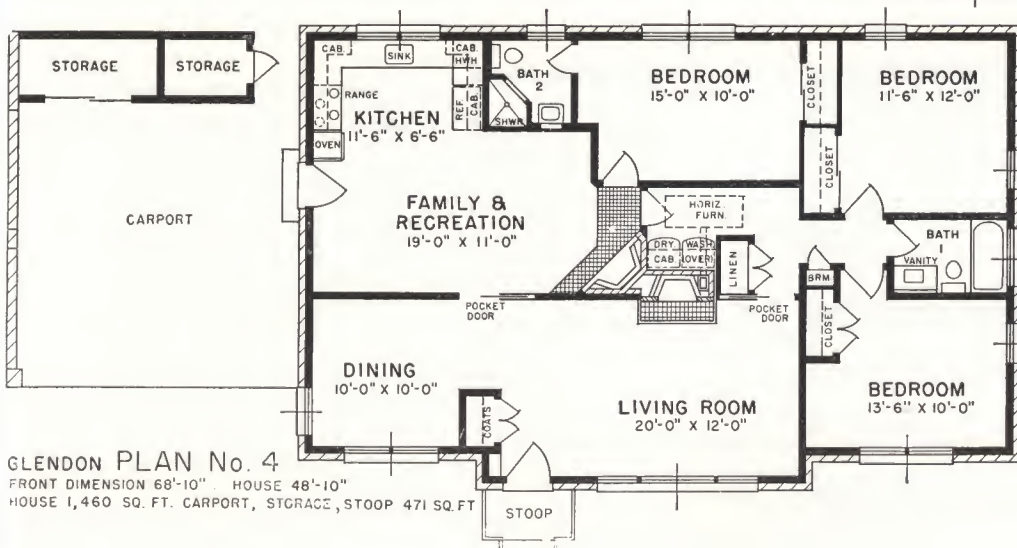 STORAGE
STORAGE
CARPORT
CAB.
SINK
CAB.
HWH
RANGE
KITCHEN
11'-6" X 6'-6"
REF.
CAB.
OVEN
BATH
2
SHWR
BEDROOM
15'-0" X 10'-0"
CLOSET
CLOSET
BEDROOM
11'-6" X 12'-0"
FAMILY &
RECREATION
19'-0" X 11'-0"
HORIZ.
FURN.
DRY.
CAB.
WASH
(OVER)
LINEN
BRM
BATH
1
VANITY
POCKET
DOOR
POCKET
DOOR
CLOSET
DINING
10'-0" X 10'-0"
COATS
LIVING ROOM
20'-0" X 12'-0"
BEDROOM
13'-6" X 10'-0"
STOOP
GLENDON PLAN No. 4
FRONT DIMENSION 68'-10" HOUSE 48'-10"
HOUSE 1,460 SQ. FT. CARPORT, STORAGE, STOOP 471 SQ. FT